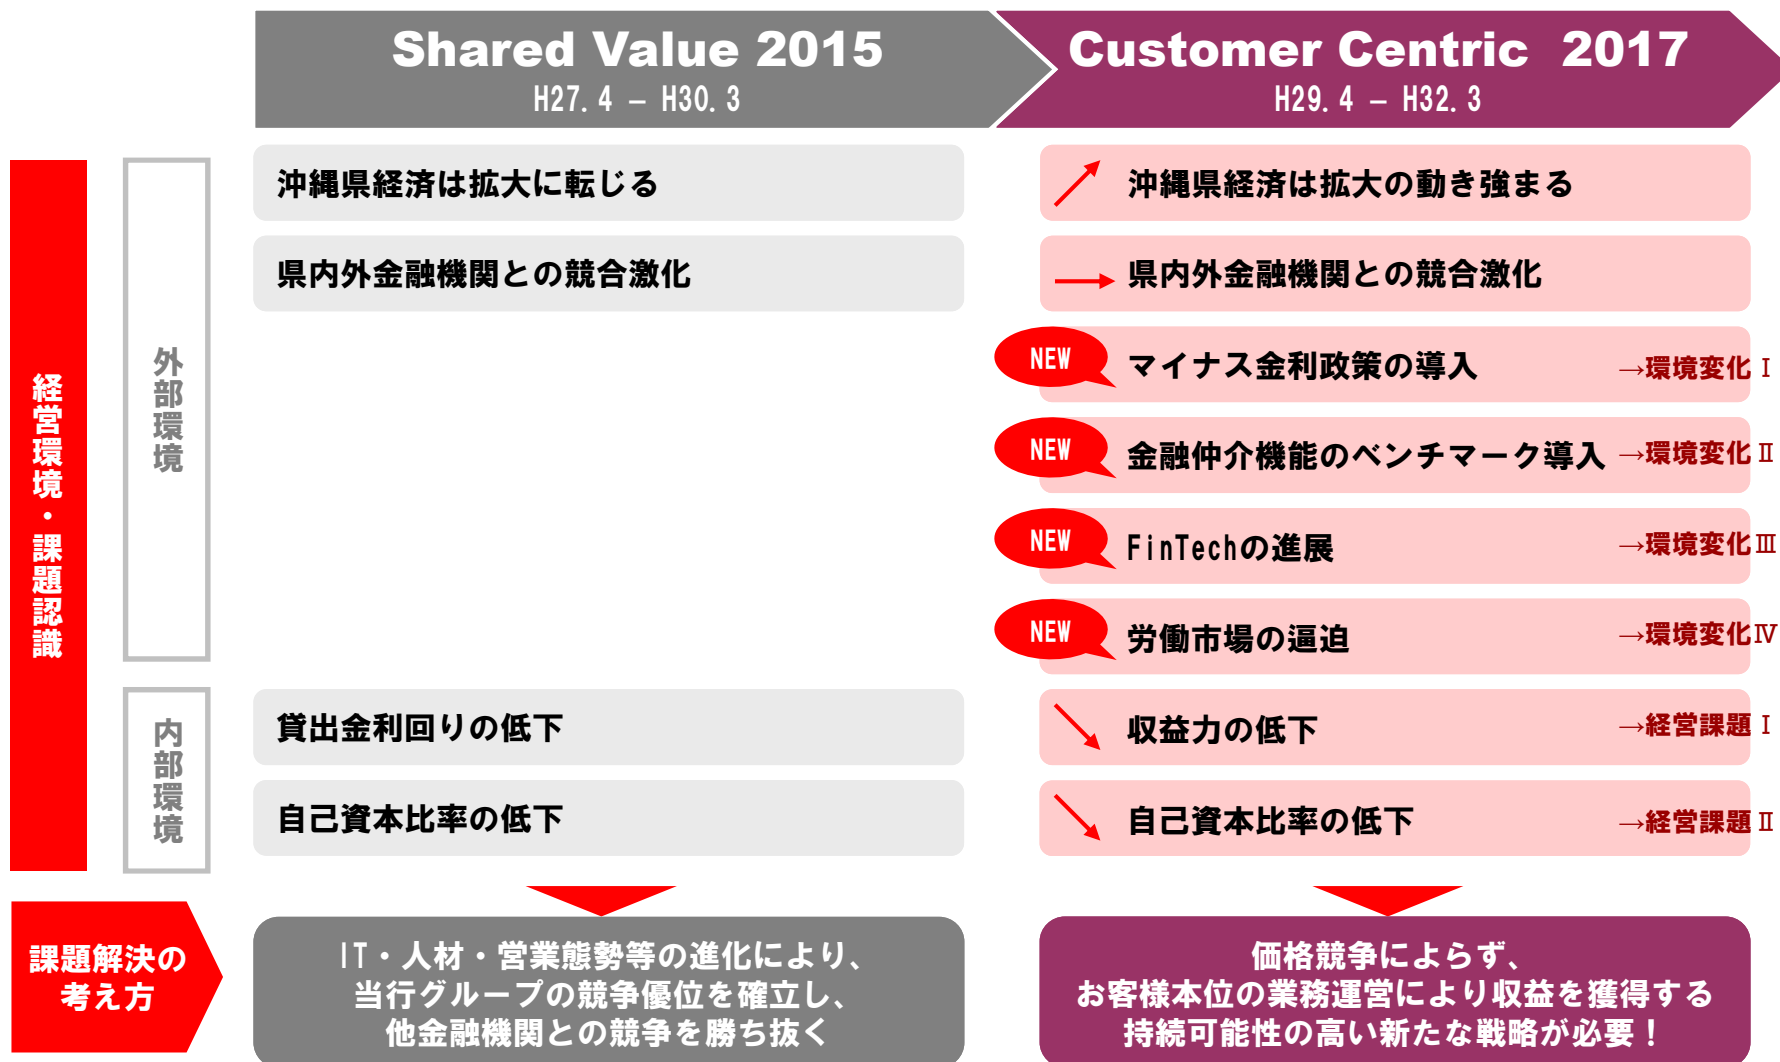 Shared Value 2015
H27.4 － H30.3
Customer Centric 2017
H29.4 － H32.3
経営環境・課題認識
外部環境
沖縄県経済は拡大に転じる
沖縄県経済は拡大の動き強まる
県内外金融機関との競合激化
県内外金融機関との競合激化
NEW
マイナス金利政策の導入
→環境変化Ⅰ
NEW
金融仲介機能のベンチマーク導入
→環境変化Ⅱ
NEW
FinTechの進展
→環境変化Ⅲ
NEW
労働市場の逼迫
→環境変化Ⅳ
内部環境
貸出金利回りの低下
収益力の低下
→経営課題Ⅰ
自己資本比率の低下
自己資本比率の低下
→経営課題Ⅱ
課題解決の
考え方
IT・人材・営業態勢等の進化により、
当行グループの競争優位を確立し、
他金融機関との競争を勝ち抜く
価格競争によらず、
お客様本位の業務運営により収益を獲得する
持続可能性の高い新たな戦略が必要！